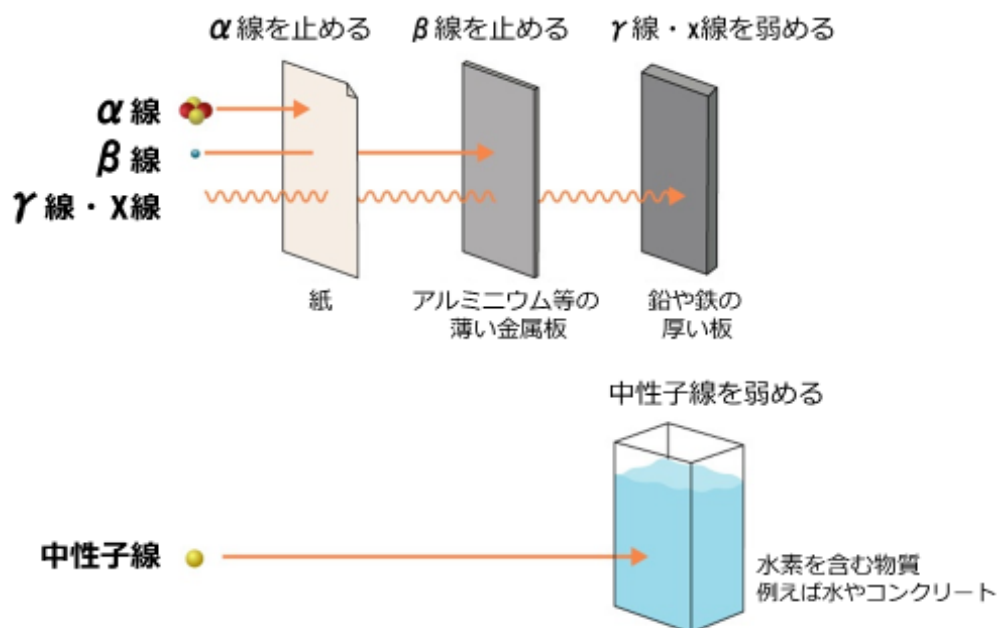 α線を止める
β線を止める
γ線・x線を弱める
α線
β線
γ線・X線
紙
アルミニウム等の
薄い金属板
鉛や鉄の
厚い板
中性子線を弱める
中性子線
水素を含む物質
例えば水やコンクリート